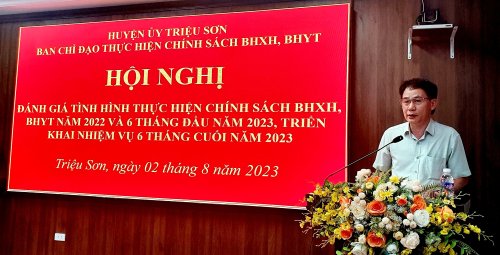 HUYỆN ỦY TRIỆU SƠN
BAN CHỈ ĐẠO THỰC HIỆN CHÍNH SÁCH BHXH, BHYT
HỘI NGHỊ
ĐÁNH GIÁ TÌNH HÌNH THỰC HIỆN CHÍNH SÁCH BHXH,
BHYT NĂM 2022 VÀ 6 THÁNG ĐẦU NĂM 2023, TRIỂN
KHAI NHIỆM VỤ 6 THÁNG CUỐI NĂM 2023
Triệu Sơn, ngày 02 tháng 8 năm 2023